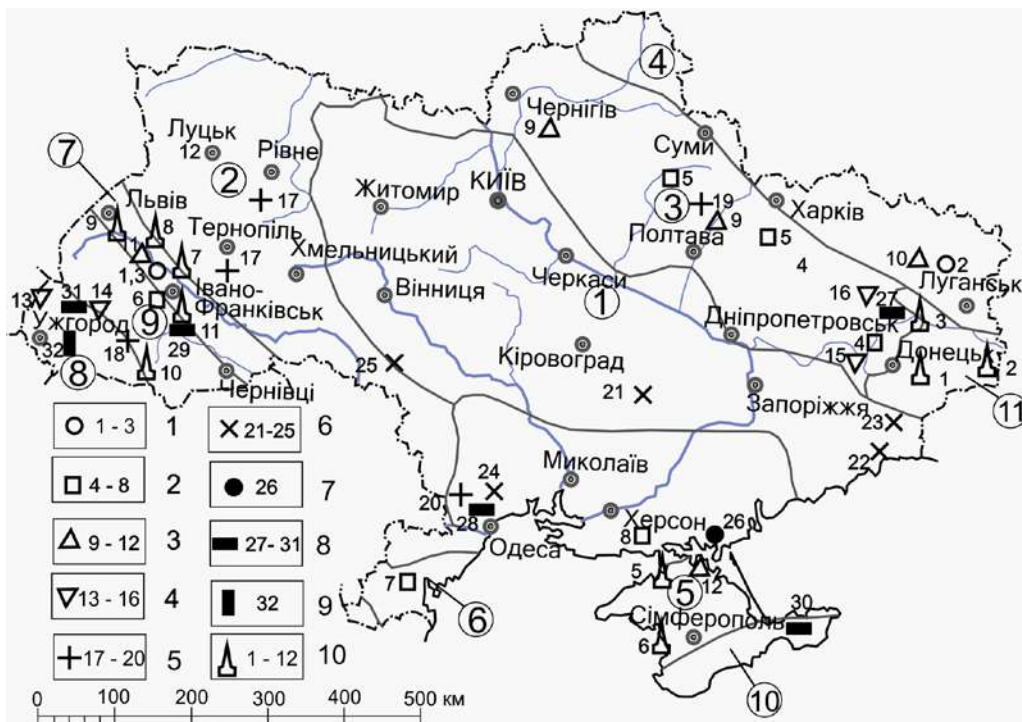 4
Чернігів
9
Суми
Луцьк
12
Рівне
7
2
17
Житомир
КИЇВ
5
3
19
9
Харків
5
Львів
9
8
Тернопіль
1
7
17
1,3
Хмельницький
Полтава
4
10
2
Луганськ
Черкаси
1
Вінниця
13
31
14
6
9
Івано-
Франківськ
11
16
27
3
Дніпропетровськ
4
Ужгород
32
18
29
8
10
Чернівці
25
Кіровоград
21
15
Донецьк
1
2
11
Запоріжжя
23
22
Миколаїв
24
20
28
Одеса
Херсон
8
26
7
6
5
5
12
Сімферополь
30
6
10
1 - 3
1
21-25
6
4 - 8
2
26
7
9 - 12
3
27- 31
8
13 - 16
4
32
9
17 - 20
5
1 - 12
10
0 100 200 300 400 500 км